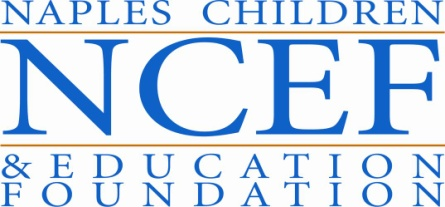 NAPLES CHILDREN
NCEF
& EDUCATION
FOUNDATION